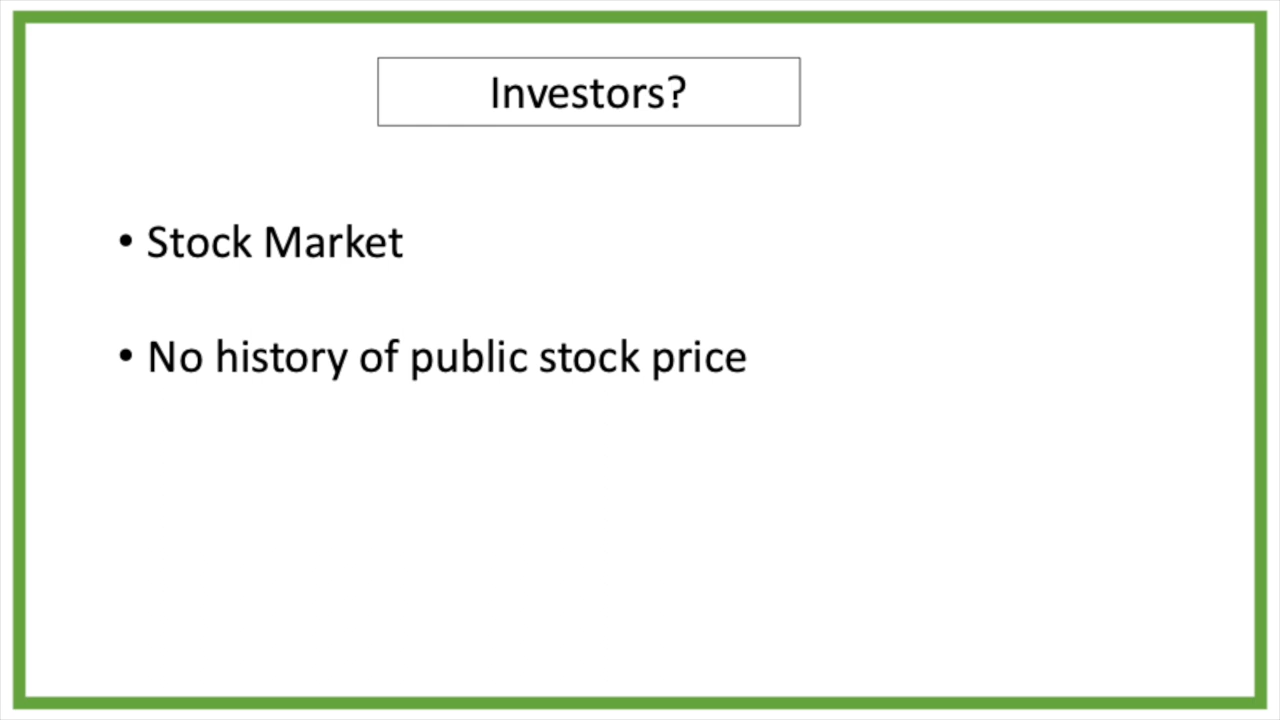 Investors?
• Stock Market
• No history of public stock price